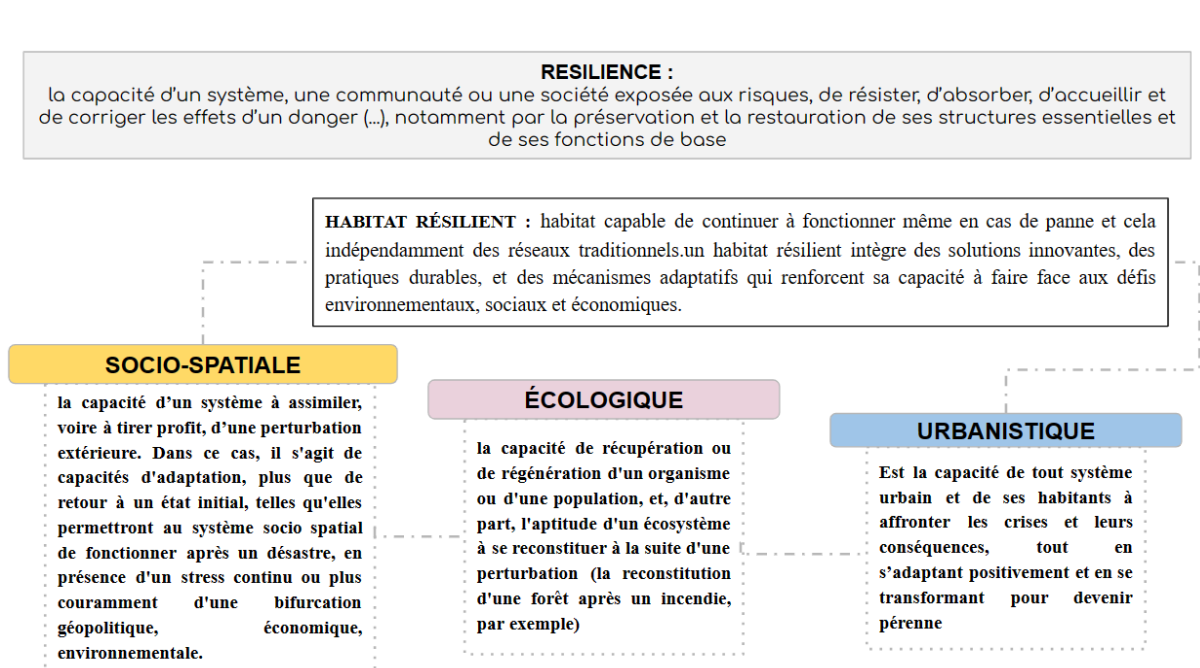 RESILIENCE :
la capacité d’un système, une communauté ou une société exposée aux risques, de résister, d’absorber, d’accueillir et
de corriger les effets d’un danger (...), notamment par la préservation et la restauration de ses structures essentielles et
de ses fonctions de base
HABITAT RÉSILIENT : habitat capable de continuer à fonctionner même en cas de panne et cela
indépendamment des réseaux traditionnels.un habitat résilient intègre des solutions innovantes, des
pratiques durables, et des mécanismes adaptatifs qui renforcent sa capacité à faire face aux défis
environnementaux, sociaux et économiques.
SOCIO-SPATIALE
la capacité d’un système à assimiler,
voire à tirer profit, d’une perturbation
extérieure. Dans ce cas, il s'agit de
capacités d'adaptation, plus que de
retour à un état initial, telles qu'elles
permettront au système socio spatial
de fonctionner après un désastre, en
présence d'un stress continu ou plus
couramment d'une bifurcation
géopolitique, économique,
environnementale.
ÉCOLOGIQUE
la capacité de récupération ou
de régénération d'un organisme
ou d'une population, et, d'autre
part, l'aptitude d'un écosystème
à se reconstituer à la suite d'une
perturbation (la reconstitution
d'une forêt après un incendie,
par exemple)
URBANISTIQUE
Est la capacité de tout système
urbain et de ses habitants à
affronter les crises et leurs
conséquences, tout en
s’adaptant positivement et en se
transformant pour devenir
pérenne